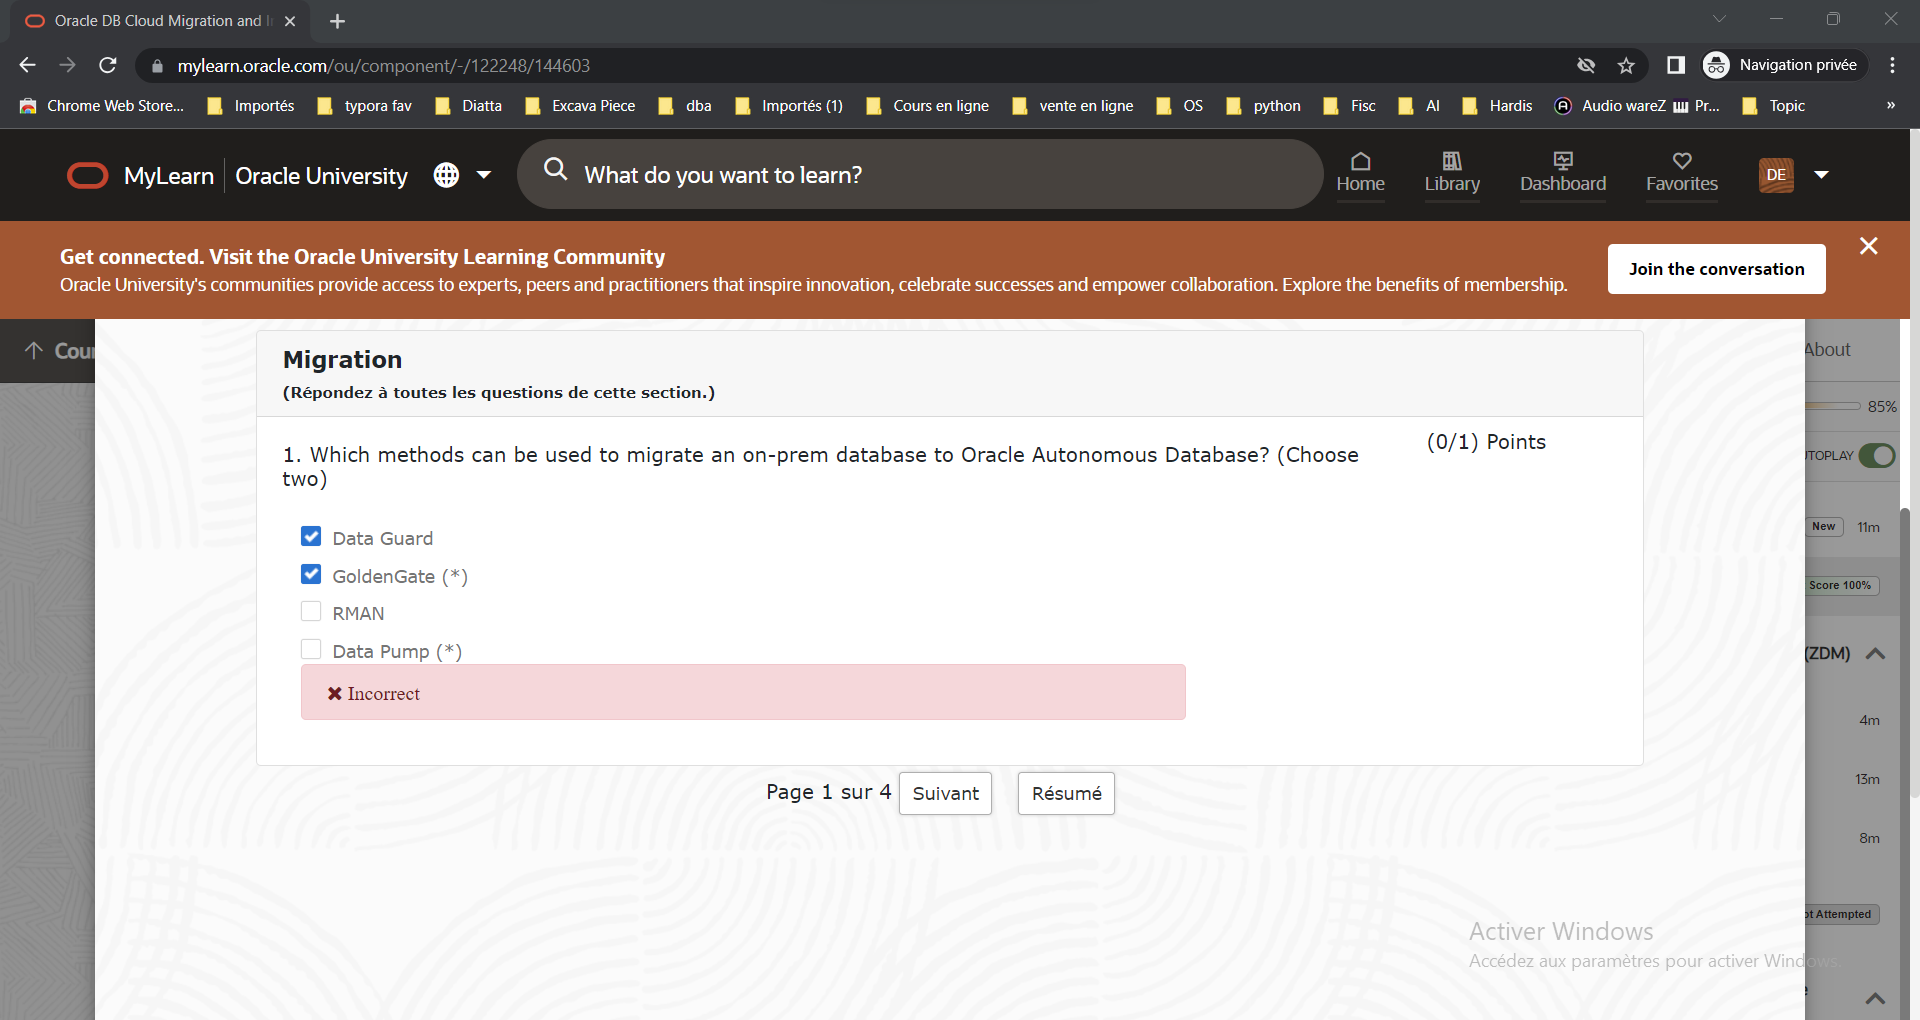 Oracle DB Cloud Migration and I
mylearn.oracle.com/ou/component/-/122248/144603
Navigation privée
Chrome Web Store... Importés typora fav Diatta Excava Piece dba Importés (1) Cours en ligne vente en ligne OS python Fisc AI Hardis Audio wareZ Pr... Topic »
MyLearn Oracle University What do you want to learn? Home Library Dashboard Favorites DE
Get connected. Visit the Oracle University Learning Community
Oracle University's communities provide access to experts, peers and practitioners that inspire innovation, celebrate successes and empower collaboration. Explore the benefits of membership.
Join the conversation
Cour
About
Migration
(Répondez à toutes les questions de cette section.)
85%
1. Which methods can be used to migrate an on-prem database to Oracle Autonomous Database? (Choose
two)
(0/1) Points
TOPLAY
New 11m
Data Guard
GoldenGate (*)
Score 100%
RMAN
Data Pump (*)
(ZDM)
Incorrect
4m
13m
Page 1 sur 4 Suivant Résumé
8m
ot Attempted
Activer Windows
Accédez aux paramètres pour activer Windows.
e